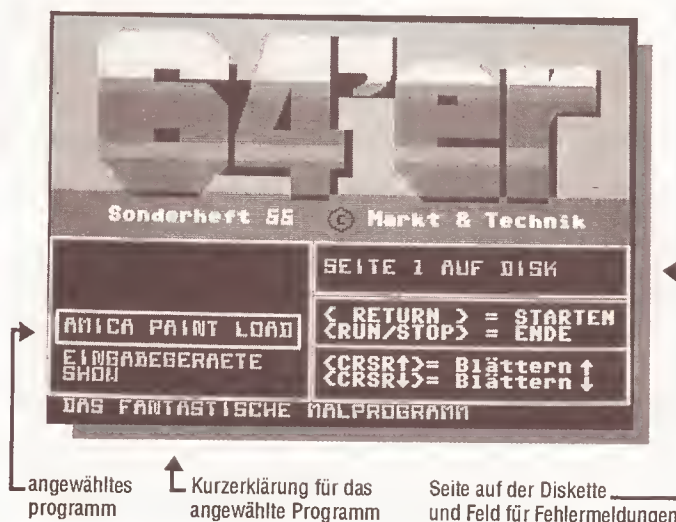 64'er
Sonderheft 55 © Markt & Technik
SEITE 1 AUF DISK
AMICA PAINT LOAD
EINGABEGERAETE
SHOW
< RETURN > = STARTEN
<RUN/STOP> = ENDE
<CRSR↑>= Blättern ↑
<CRSR↓>= Blättern ↓
DAS FANTASTISCHE MALPROGRAMM
angewähltes
programm
Kurzerklärung für das
angewählte Programm
Seite auf der Diskette
und Feld für Fehlermeldungen